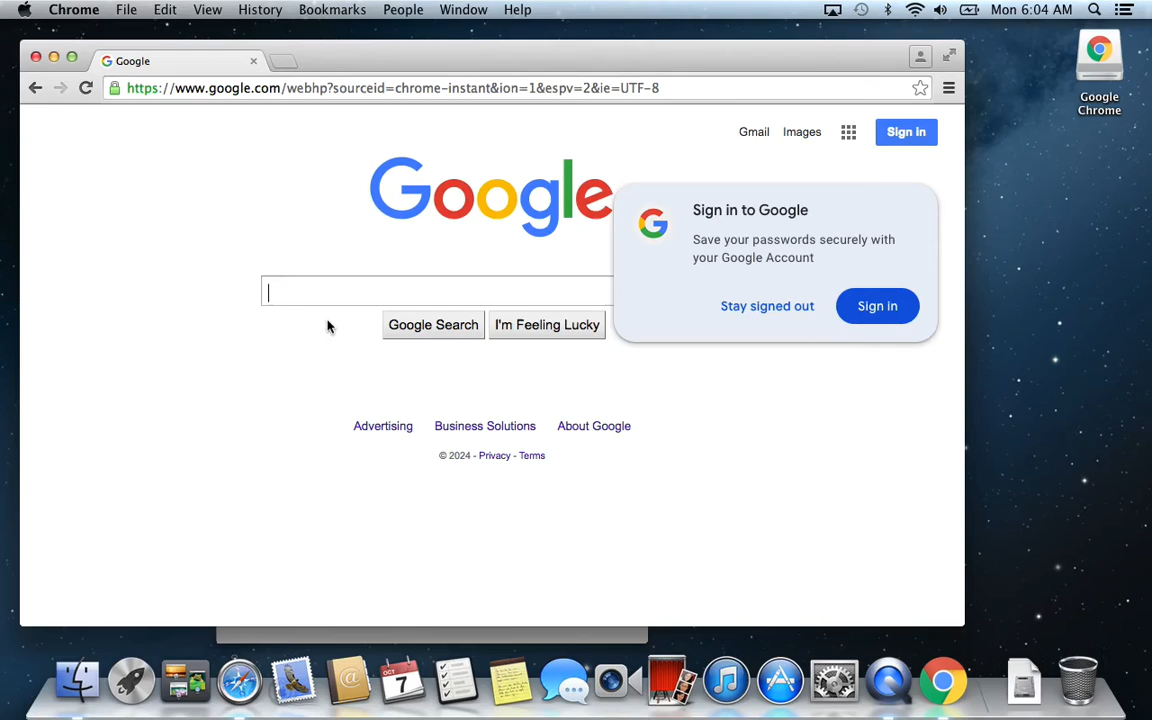 Chrome File Edit View History Bookmarks People Window Help Mon 6:04 AM
Google
https://www.google.com/webhp?sourceid=chrome-instant&ion=1&espv=2&ie=UTF-8
Google Chrome
Gmail Images Sign in
Google
Sign in to Google
Save your passwords securely with
your Google Account
Stay signed out Sign in
Google Search I'm Feeling Lucky
Advertising Business Solutions About Google
© 2024 - Privacy - Terms
OCT
7